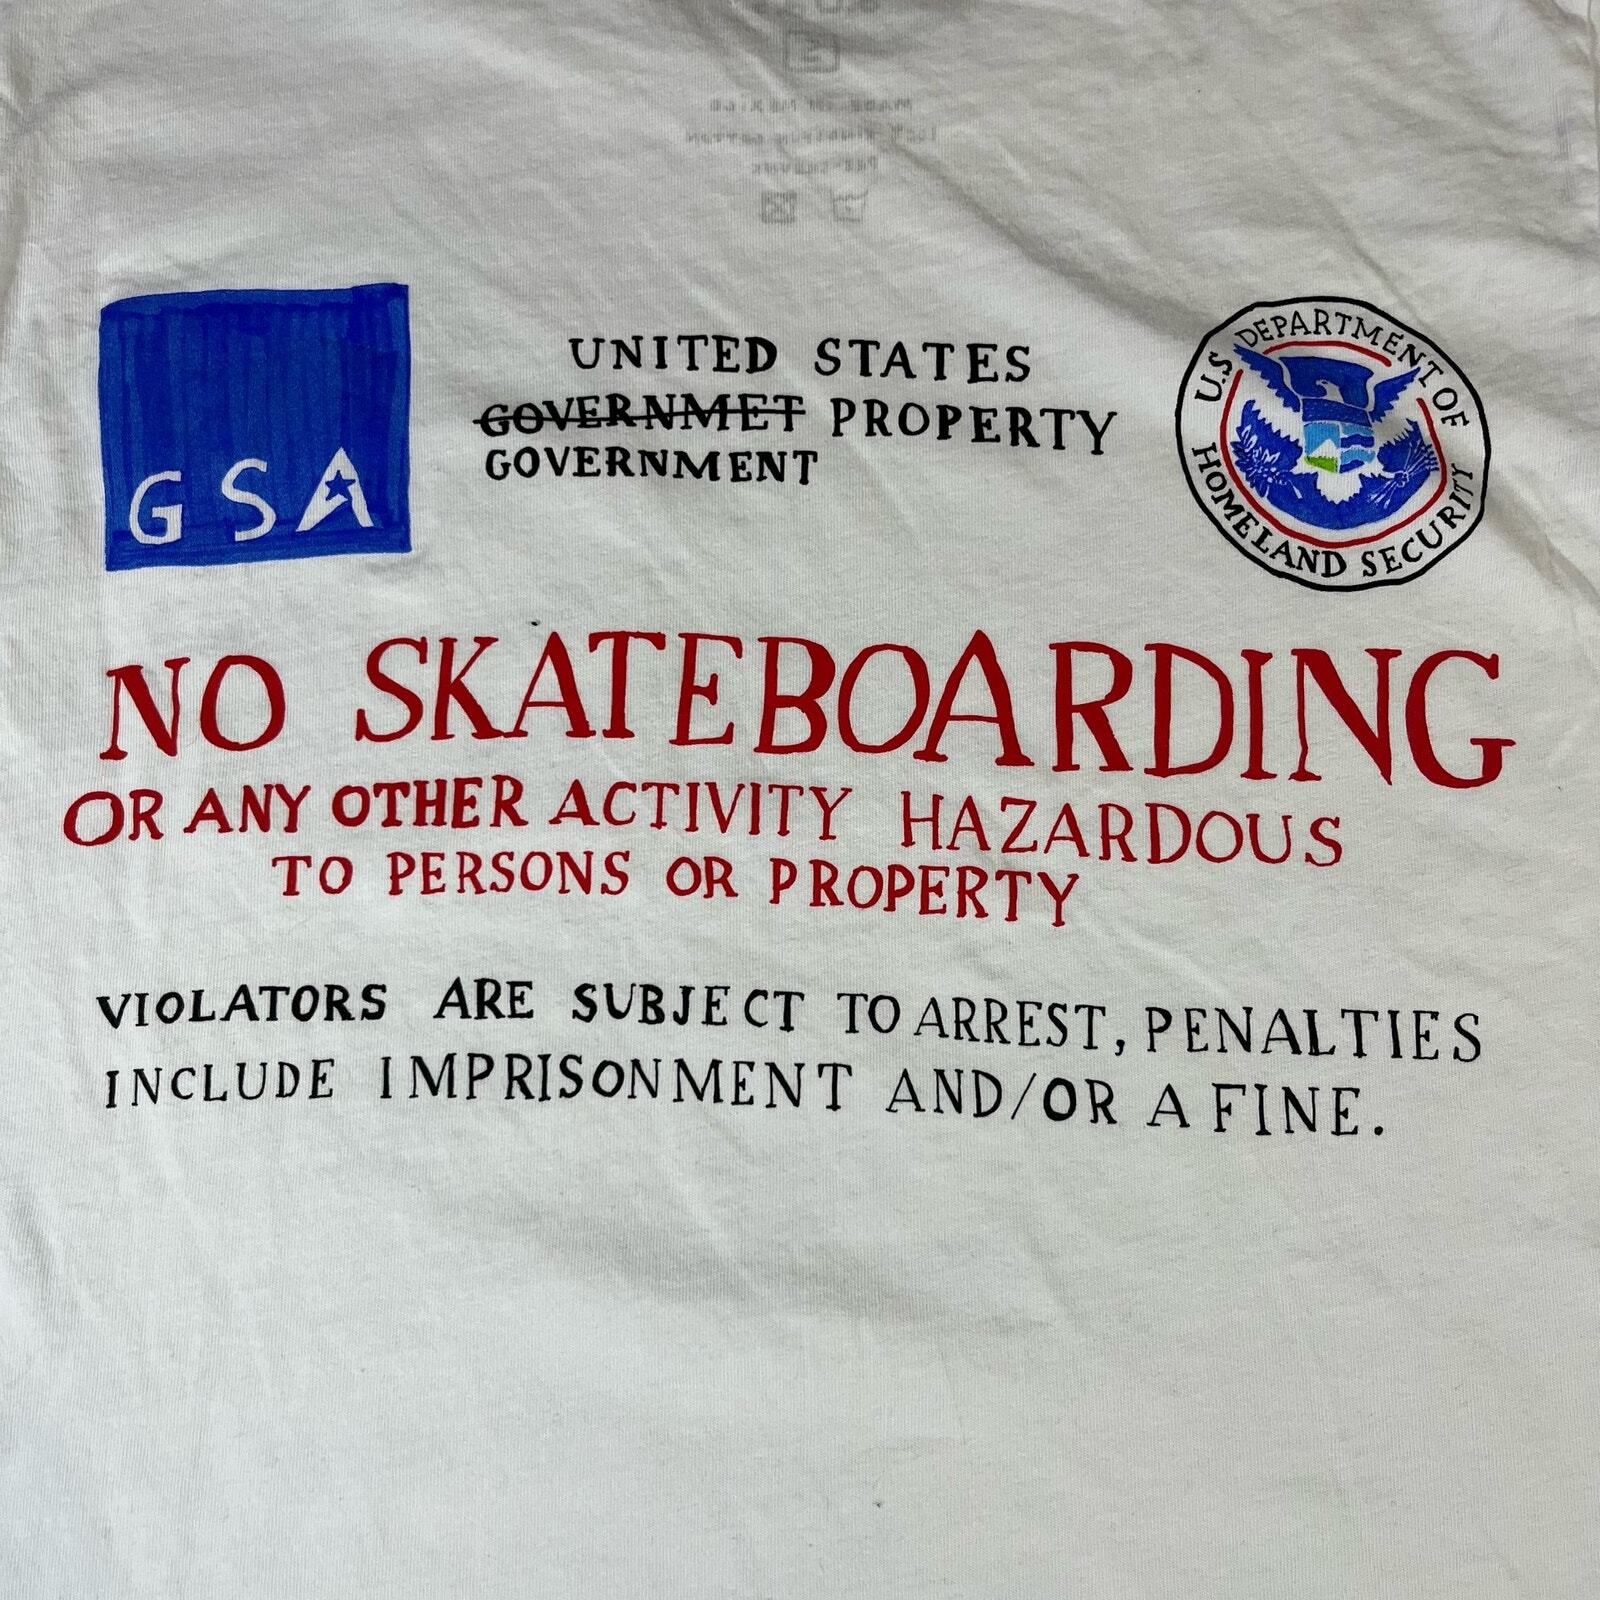 GSA
UNITED STATES
GOVERNMET PROPERTY
GOVERNMENT
U.S. DEPARTMENT OF
HOMELAND SECURITY
NO SKATEBOARDING
OR ANY OTHER ACTIVITY HAZARDOUS
TO PERSONS OR PROPERTY
VIOLATORS ARE SUBJECT TO ARREST, PENALTIES
INCLUDE IMPRISONMENT AND/OR A FINE.